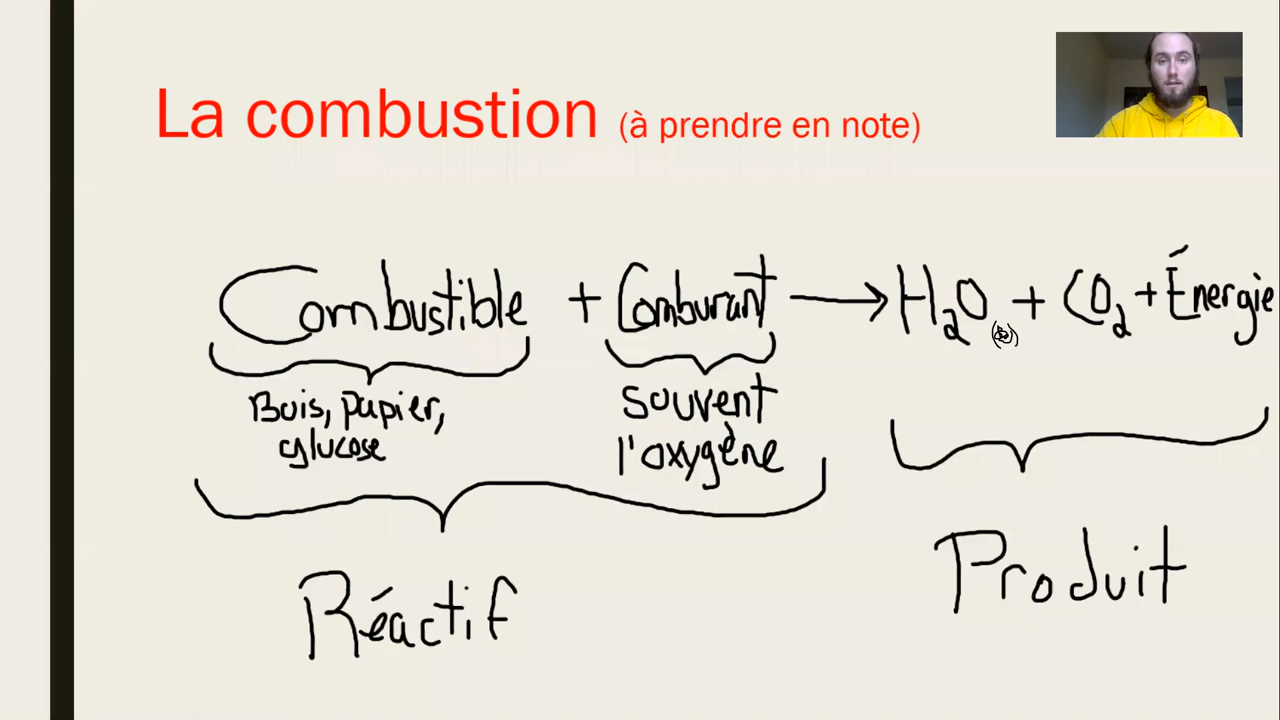 La combustion (à prendre en note)
Combustible + Comburant → H₂O + CO₂ + Énergie
Bois, papier, glucose
souvent l'oxygène
Réactif
Produit